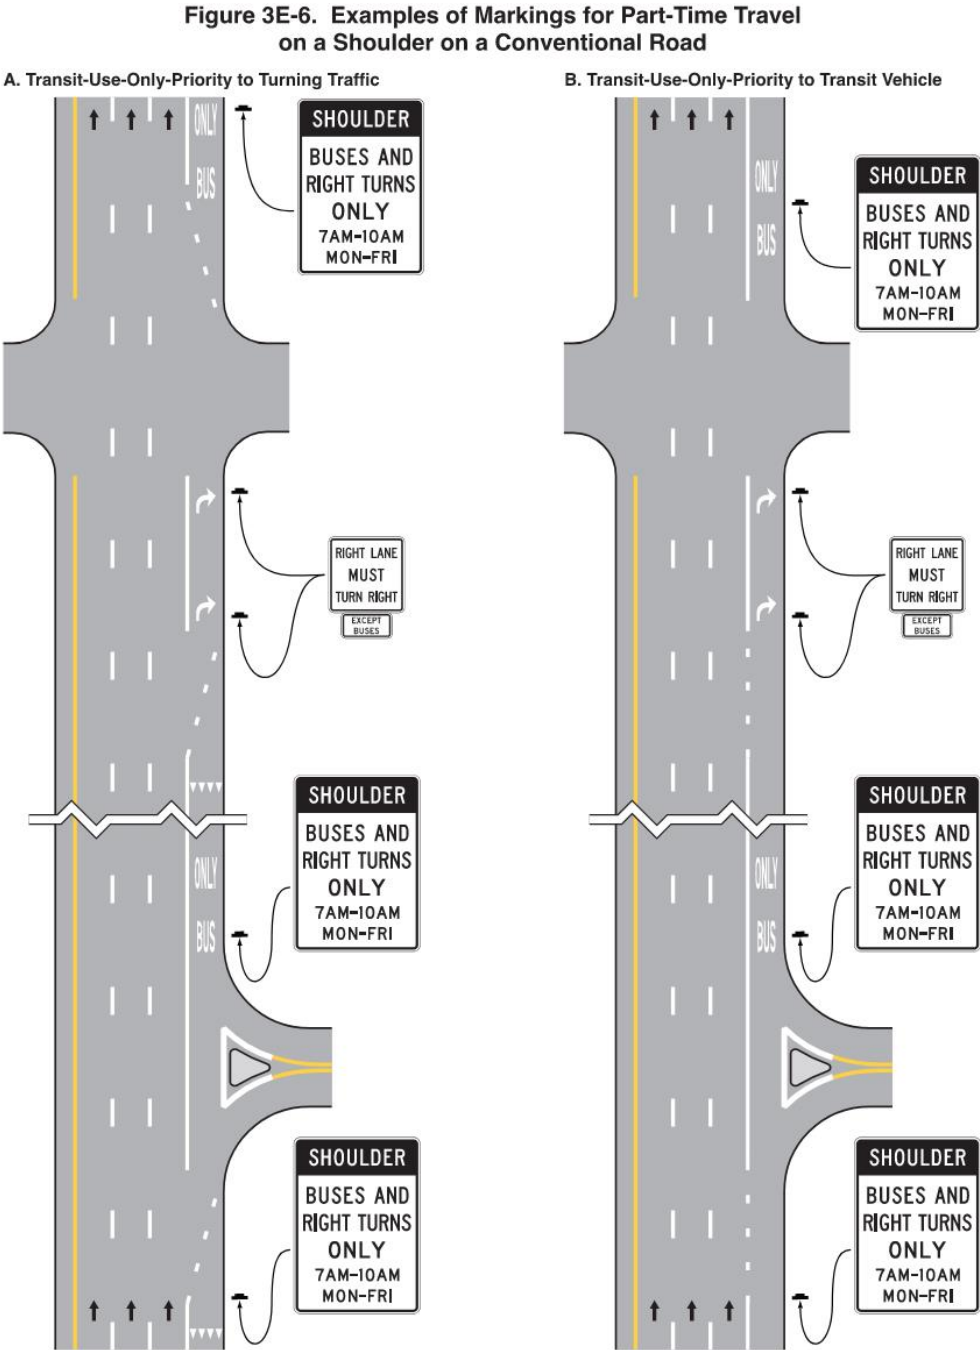 Figure 3E-6. Examples of Markings for Part-Time Travel
on a Shoulder on a Conventional Road
A. Transit-Use-Only-Priority to Turning Traffic
ONLY
BUS
SHOULDER
BUSES AND
RIGHT TURNS
ONLY
7AM-10AM
MON-FRI
RIGHT LANE
MUST
TURN RIGHT
EXCEPT
BUSES
SHOULDER
BUSES AND
RIGHT TURNS
ONLY
7AM-10AM
MON-FRI
ONLY
BUS
SHOULDER
BUSES AND
RIGHT TURNS
ONLY
7AM-10AM
MON-FRI
B. Transit-Use-Only-Priority to Transit Vehicle
ONLY
BUS
SHOULDER
BUSES AND
RIGHT TURNS
ONLY
7AM-10AM
MON-FRI
RIGHT LANE
MUST
TURN RIGHT
EXCEPT
BUSES
SHOULDER
BUSES AND
RIGHT TURNS
ONLY
7AM-10AM
MON-FRI
ONLY
BUS
SHOULDER
BUSES AND
RIGHT TURNS
ONLY
7AM-10AM
MON-FRI